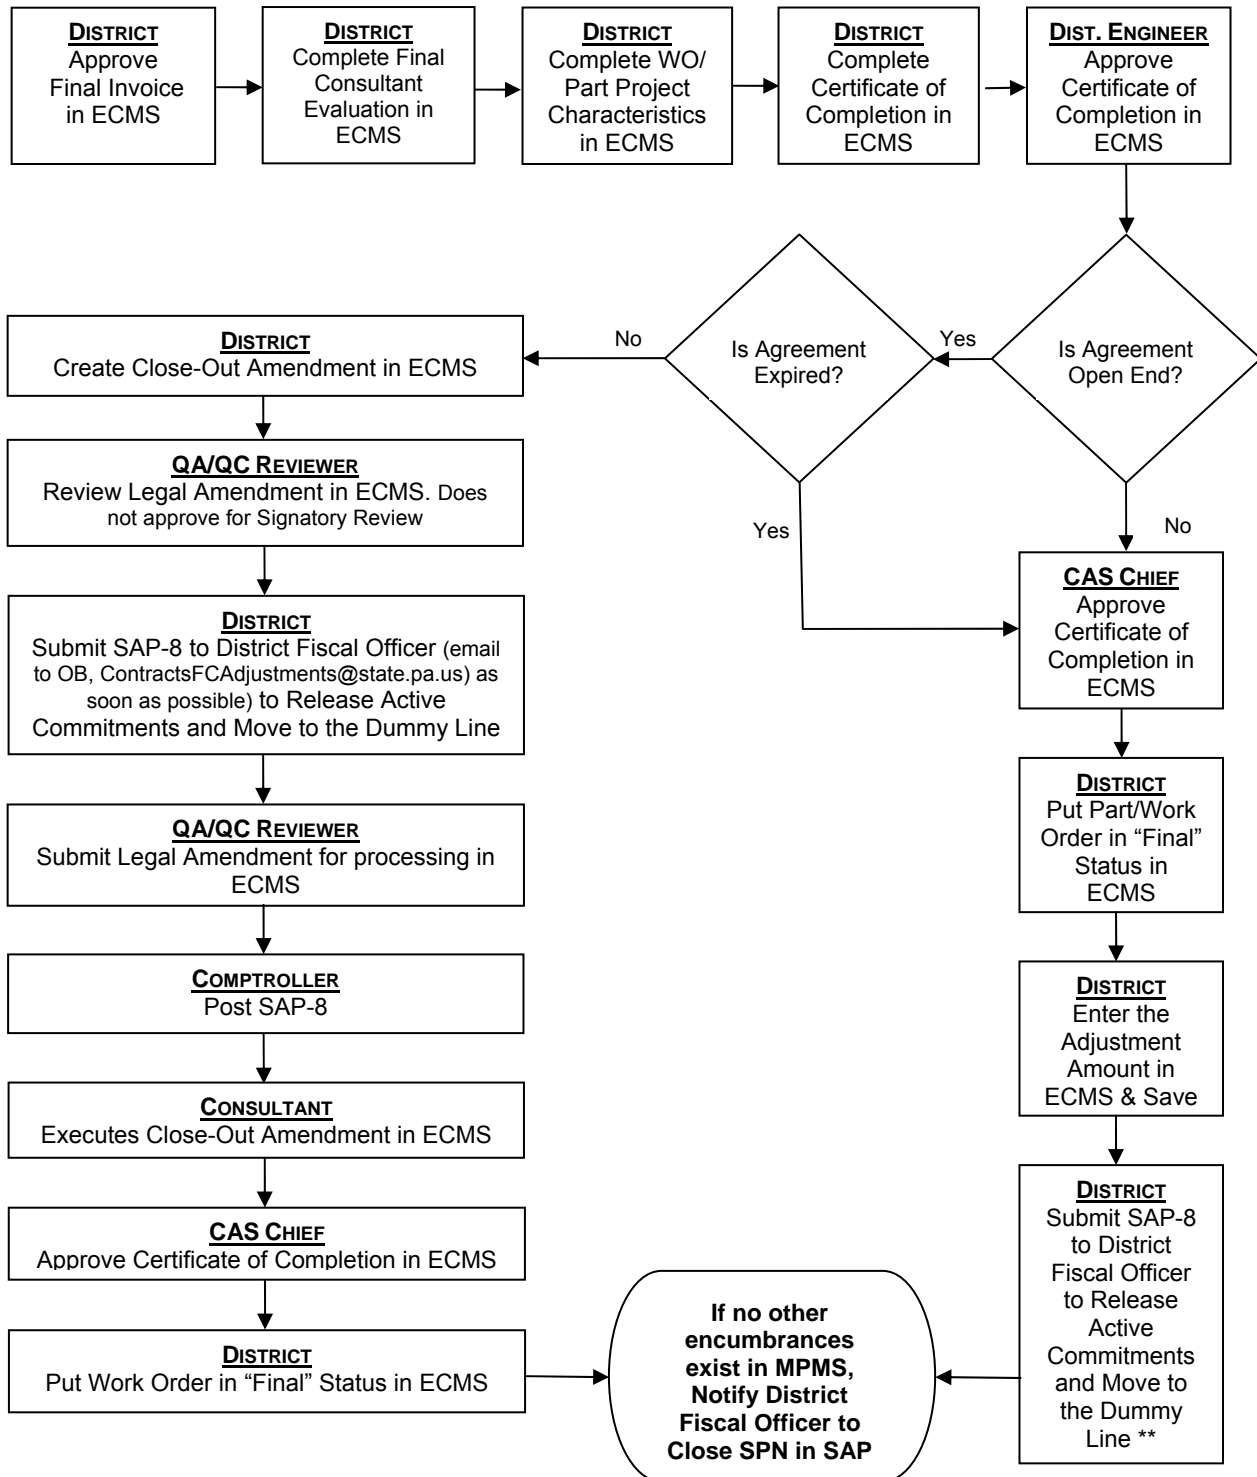 DISTRICT
Approve
Final Invoice
in ECMS
DISTRICT
Complete Final
Consultant
Evaluation in
ECMS
DISTRICT
Complete WO/
Part Project
Characteristics
in ECMS
DISTRICT
Complete
Certificate of
Completion in
ECMS
DIST. ENGINEER
Approve
Certificate of
Completion in
ECMS
Is Agreement
Open End?
Yes
No
Is Agreement
Expired?
No
Yes
DISTRICT
Create Close-Out Amendment in ECMS
QA/QC REVIEWER
Review Legal Amendment in ECMS. Does
not approve for Signatory Review
DISTRICT
Submit SAP-8 to District Fiscal Officer (email
to OB, ContractsFCAdjustments@state.pa.us) as
soon as possible) to Release Active
Commitments and Move to the Dummy Line
QA/QC REVIEWER
Submit Legal Amendment for processing in
ECMS
COMPTROLLER
Post SAP-8
CONSULTANT
Executes Close-Out Amendment in ECMS
CAS CHIEF
Approve Certificate of Completion in ECMS
DISTRICT
Put Work Order in “Final” Status in ECMS
CAS CHIEF
Approve
Certificate of
Completion in
ECMS
DISTRICT
Put Part/Work
Order in “Final”
Status in
ECMS
DISTRICT
Enter the
Adjustment
Amount in
ECMS & Save
DISTRICT
Submit SAP-8
to District
Fiscal Officer
to Release
Active
Commitments
and Move to
the Dummy
Line **
If no other
encumbrances
exist in MPMS,
Notify District
Fiscal Officer to
Close SPN in SAP